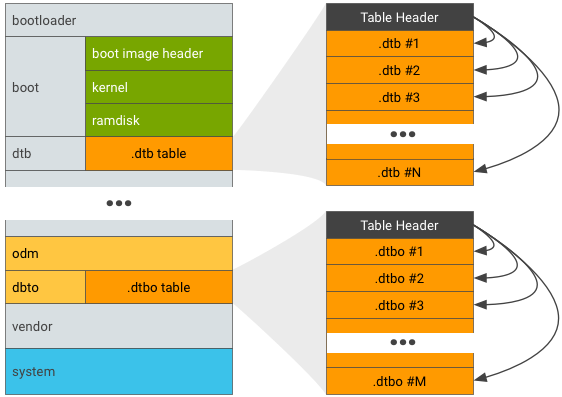 bootloader
boot
boot image header
kernel
ramdisk
dtb
.dtb table
odm
dbto
.dtbo table
vendor
system
Table Header
.dtb #1
.dtb #2
.dtb #3
.dtb #N
Table Header
.dtbo #1
.dtbo #2
.dtbo #3
.dtbo #M